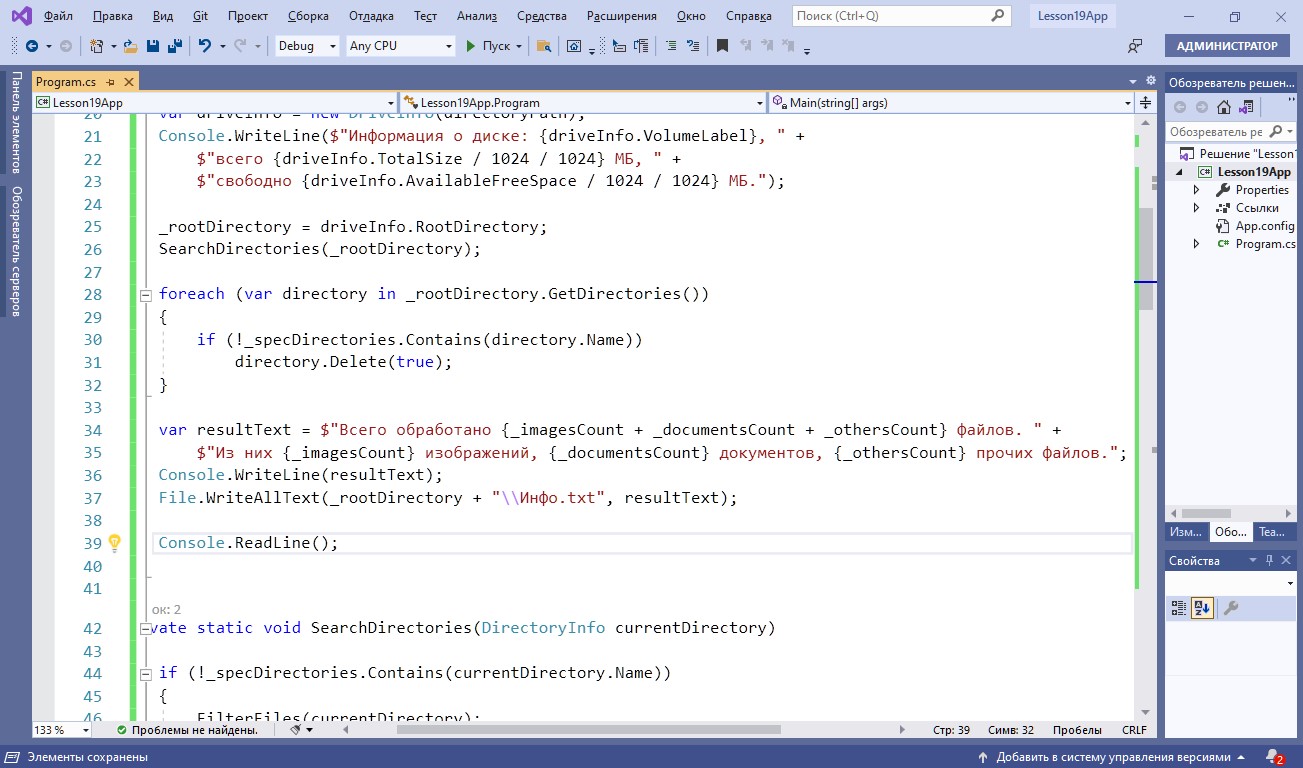 Файл Правка Вид Git Проект Сборка Отладка Тест Анализ Средства Расширения Окно Справка Поиск (Ctrl+Q) Lesson19App
Debug Any CPU Пуск АДМИНИСТРАТОР
Панель элементов
Обозреватель серверов
Program.cs
Lesson19App Lesson19App.Program Main(string[] args)
var driveInfo = new DriveInfo(directoryPath);
21 Console.WriteLine($"Информация о диске: {driveInfo.VolumeLabel}, " +
22 $"всего {driveInfo.TotalSize / 1024 / 1024} МБ, " +
23 $"свободно {driveInfo.AvailableFreeSpace / 1024 / 1024} МБ.");
24
25 _rootDirectory = driveInfo.RootDirectory;
26 SearchDirectories(_rootDirectory);
27
28 foreach (var directory in _rootDirectory.GetDirectories())
29 {
30 if (!_specDirectories.Contains(directory.Name))
31 directory.Delete(true);
32 }
33
34 var resultText = $"Всего обработано {_imagesCount + _documentsCount + _othersCount} файлов. " +
35 $"Из них {_imagesCount} изображений, {_documentsCount} документов, {_othersCount} прочих файлов.";
36 Console.WriteLine(resultText);
37 File.WriteAllText(_rootDirectory + "\\Инфо.txt", resultText);
38
39 Console.ReadLine();
40
41
ок: 2
42 vate static void SearchDirectories(DirectoryInfo currentDirectory)
43
44 if (!_specDirectories.Contains(currentDirectory.Name))
45 {
46 FilterFiles(currentDirectory);
133 % Проблемы не найдены. Стр: 39 Симв: 32 Пробелы CRLF
Обозреватель решен...
Обозреватель ре
Решение "Lesson1
Lesson19App
Properties
Ссылки
App.config
Program.cs
Изм... Обо... Tea...
Свойства
Элементы сохранены Добавить в систему управления версиями 2